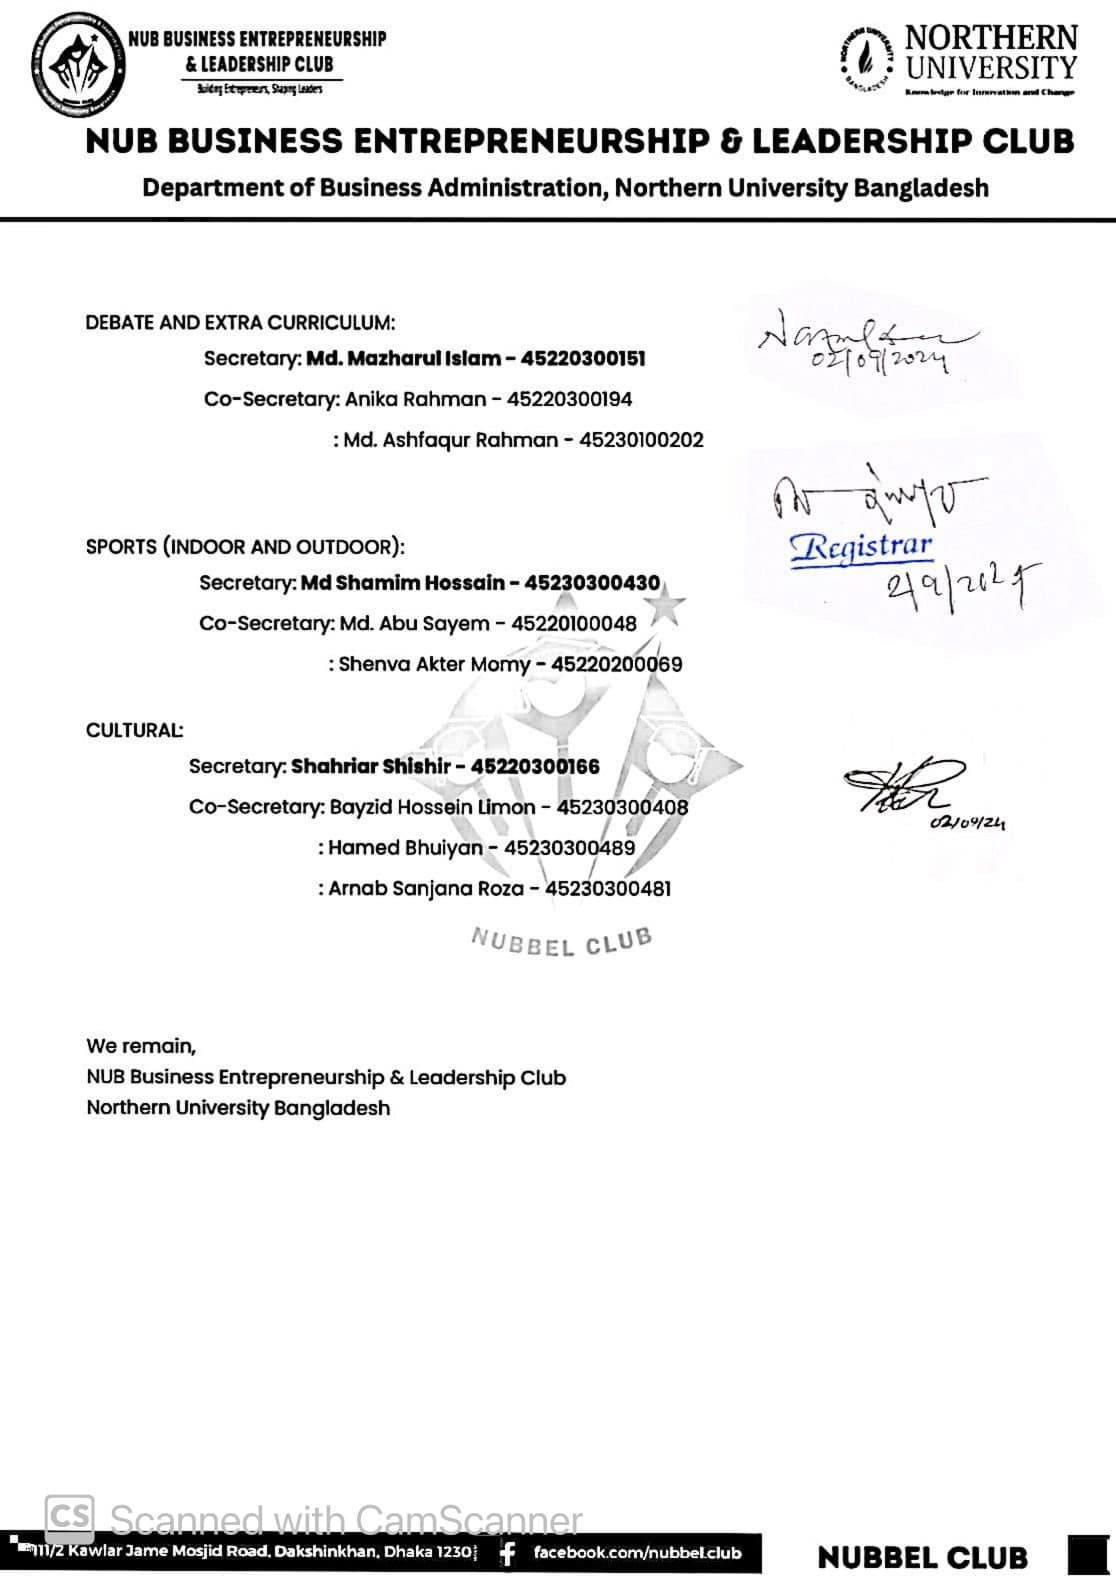 NUB BUSINESS ENTREPRENEURSHIP
& LEADERSHIP CLUB
Building Entrepreneurs, Shaping Leaders
NORTHERN UNIVERSITY BANGLADESH
NORTHERN
UNIVERSITY
Knowledge for Innovation and Change
NUB BUSINESS ENTREPRENEURSHIP & LEADERSHIP CLUB
Department of Business Administration, Northern University Bangladesh
DEBATE AND EXTRA CURRICULUM:
Secretary: Md. Mazharul Islam - 45220300151
Co-Secretary: Anika Rahman - 45220300194
: Md. Ashfaqur Rahman - 45230100202
02/09/2024
SPORTS (INDOOR AND OUTDOOR):
Secretary: Md Shamim Hossain - 45230300430
Co-Secretary: Md. Abu Sayem - 45220100048
: Shenva Akter Momy - 45220200069
Registrar
2/9/202
CULTURAL:
Secretary: Shahriar Shishir - 45220300166
Co-Secretary: Bayzid Hossein Limon - 45230300408
: Hamed Bhuiyan - 45230300489
: Arnab Sanjana Roza - 45230300481
02/09/24
NUBBEL CLUB
We remain,
NUB Business Entrepreneurship & Leadership Club
Northern University Bangladesh
CS Scanned with CamScanner
111/2 Kawlar Jame Mosjid Road, Dakshinkhan, Dhaka 1230
facebook.com/nubbel.club
NUBBEL CLUB